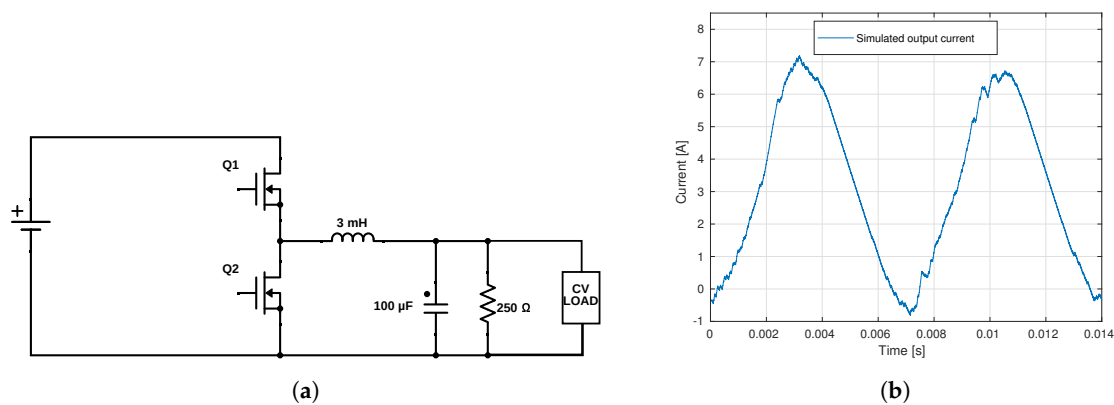 Q1
+
3 mH
Q2
100 µF
250 Ω
CV
LOAD
(a)
Simulated output current
8
7
6
5
4
3
2
1
0
-1
Current [A]
0 0.002 0.004 0.006 0.008 0.01 0.012 0.014
Time [s]
(b)